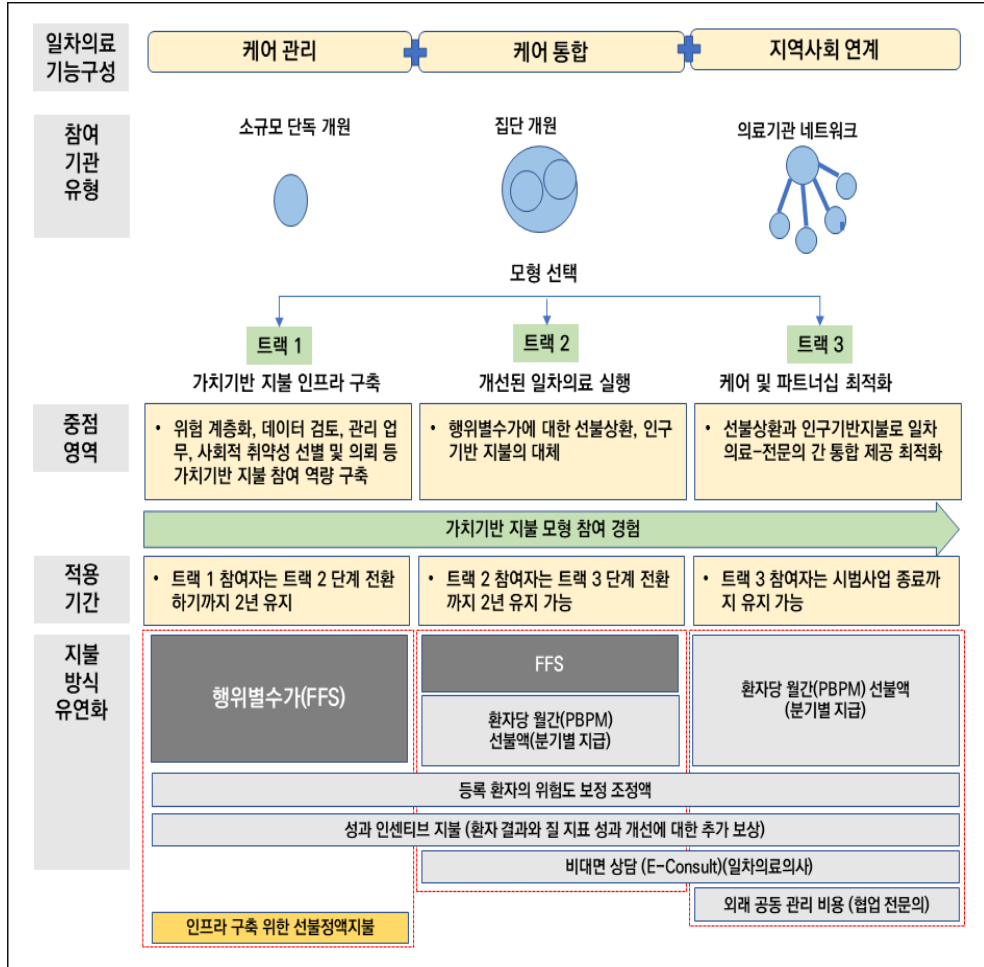 일차의료
기능구성
케어 관리
케어 통합
지역사회 연계
참여
기관
유형
소규모 단독 개원
집단 개원
의료기관 네트워크
모형 선택
트랙 1
트랙 2
트랙 3
가치기반 지불 인프라 구축
개선된 일차의료 실행
케어 및 파트너십 최적화
중점
영역
• 위험 계층화, 데이터 검토, 관리 업
무, 사회적 취약성 선별 및 의뢰 등
가치기반 지불 참여 역량 구축
• 행위별수가에 대한 선불상환, 인구
기반 지불의 대체
• 선불상환과 인구기반지불로 일차
의료-전문의 간 통합 제공 최적화
가치기반 지불 모형 참여 경험
적용
기간
• 트랙 1 참여자는 트랙 2 단계 전환
하기까지 2년 유지
• 트랙 2 참여자는 트랙 3 단계 전환
까지 2년 유지 가능
• 트랙 3 참여자는 시범사업 종료까
지 유지 가능
지불
방식
유연화
행위별수가(FFS)
FFS
환자당 월간(PBPM)
선불액(분기별 지급)
환자당 월간(PBPM) 선불액
(분기별 지급)
등록 환자의 위험도 보정 조정액
성과 인센티브 지불 (환자 결과와 질 지표 성과 개선에 대한 추가 보상)
비대면 상담 (E-Consult)(일차의료의사)
외래 공동 관리 비용 (협업 전문의)
인프라 구축 위한 선불정액지불